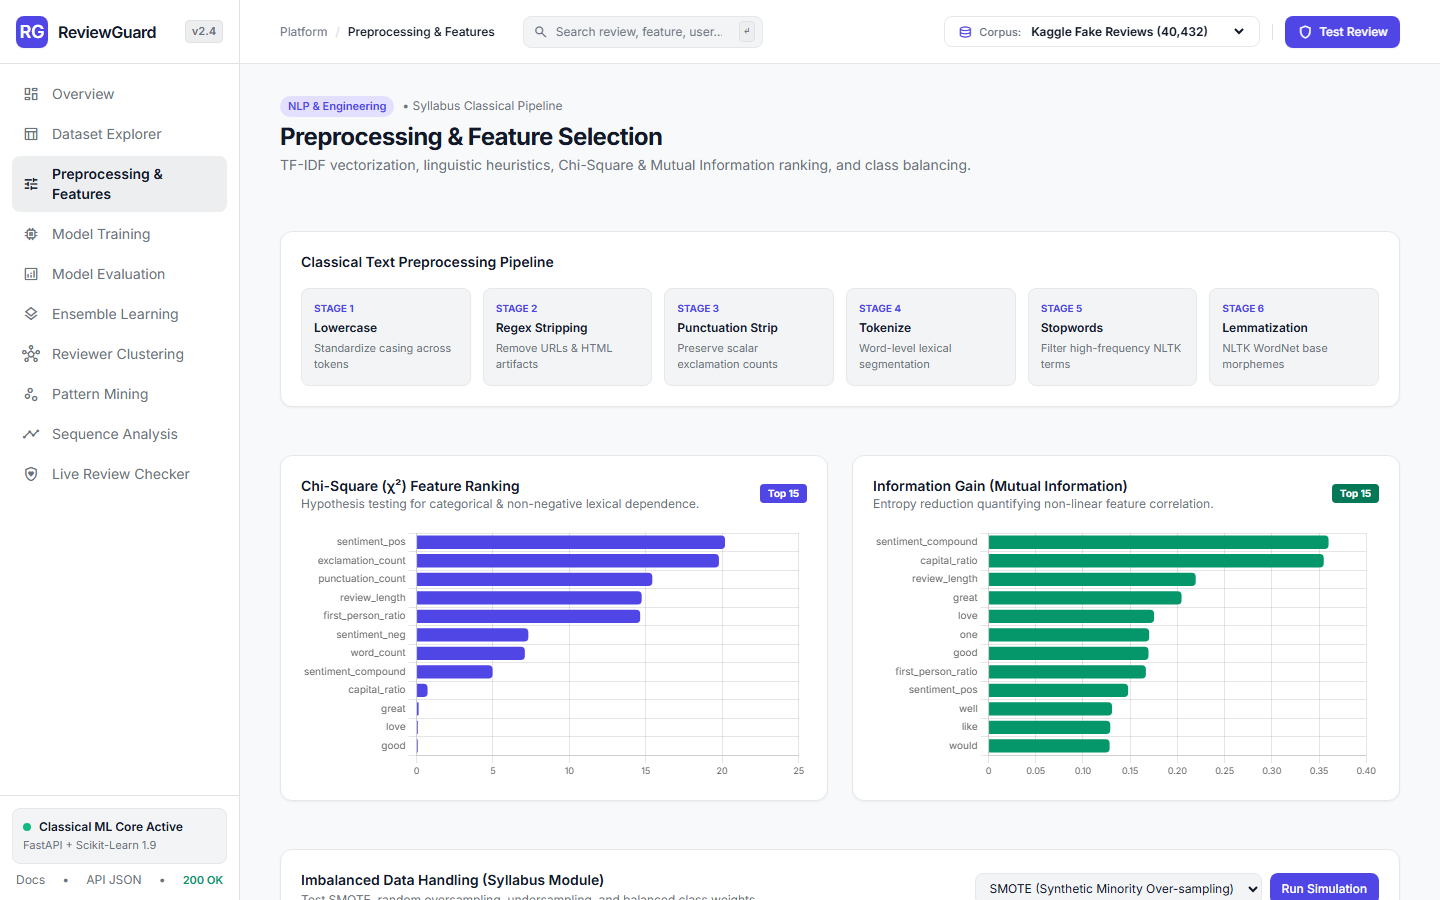 RG ReviewGuard v2.4
Overview
Dataset Explorer
Preprocessing &
Features
Model Training
Model Evaluation
Ensemble Learning
Reviewer Clustering
Pattern Mining
Sequence Analysis
Live Review Checker
Classical ML Core Active
FastAPI + Scikit-Learn 1.9
Docs • API JSON • 200 OK
Platform / Preprocessing & Features
Search review, feature, user...
Corpus: Kaggle Fake Reviews (40,432)
Test Review
NLP & Engineering • Syllabus Classical Pipeline
Preprocessing & Feature Selection
TF-IDF vectorization, linguistic heuristics, Chi-Square & Mutual Information ranking, and class balancing.
Classical Text Preprocessing Pipeline
STAGE 1
Lowercase
Standardize casing across
tokens
STAGE 2
Regex Stripping
Remove URLs & HTML
artifacts
STAGE 3
Punctuation Strip
Preserve scalar
exclamation counts
STAGE 4
Tokenize
Word-level lexical
segmentation
STAGE 5
Stopwords
Filter high-frequency NLTK
terms
STAGE 6
Lemmatization
NLTK WordNet base
morphemes
Chi-Square (χ²) Feature Ranking
Hypothesis testing for categorical & non-negative lexical dependence.
Top 15
sentiment_pos
exclamation_count
punctuation_count
review_length
first_person_ratio
sentiment_neg
word_count
sentiment_compound
capital_ratio
great
love
good
0 5 10 15 20 25
Information Gain (Mutual Information)
Entropy reduction quantifying non-linear feature correlation.
Top 15
sentiment_compound
capital_ratio
review_length
great
love
one
good
first_person_ratio
sentiment_pos
well
like
would
0 0.05 0.10 0.15 0.20 0.25 0.30 0.35 0.40
Imbalanced Data Handling (Syllabus Module)
Test SMOTE, random oversampling, undersampling, and balanced class weights.
SMOTE (Synthetic Minority Over-sampling)
Run Simulation